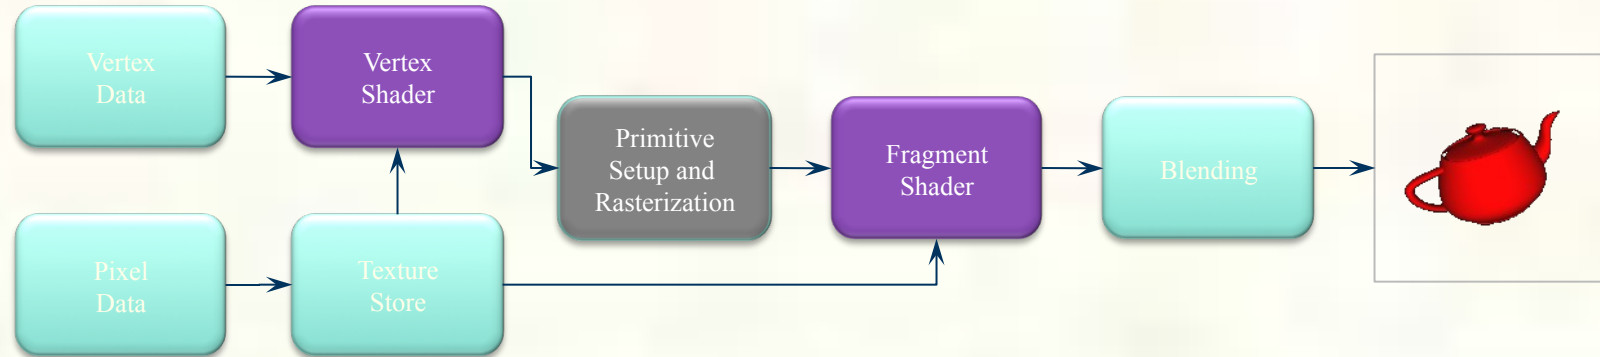 Vertex
Data
Vertex
Shader
Primitive
Setup and
Rasterization
Fragment
Shader
Blending
Pixel
Data
Texture
Store